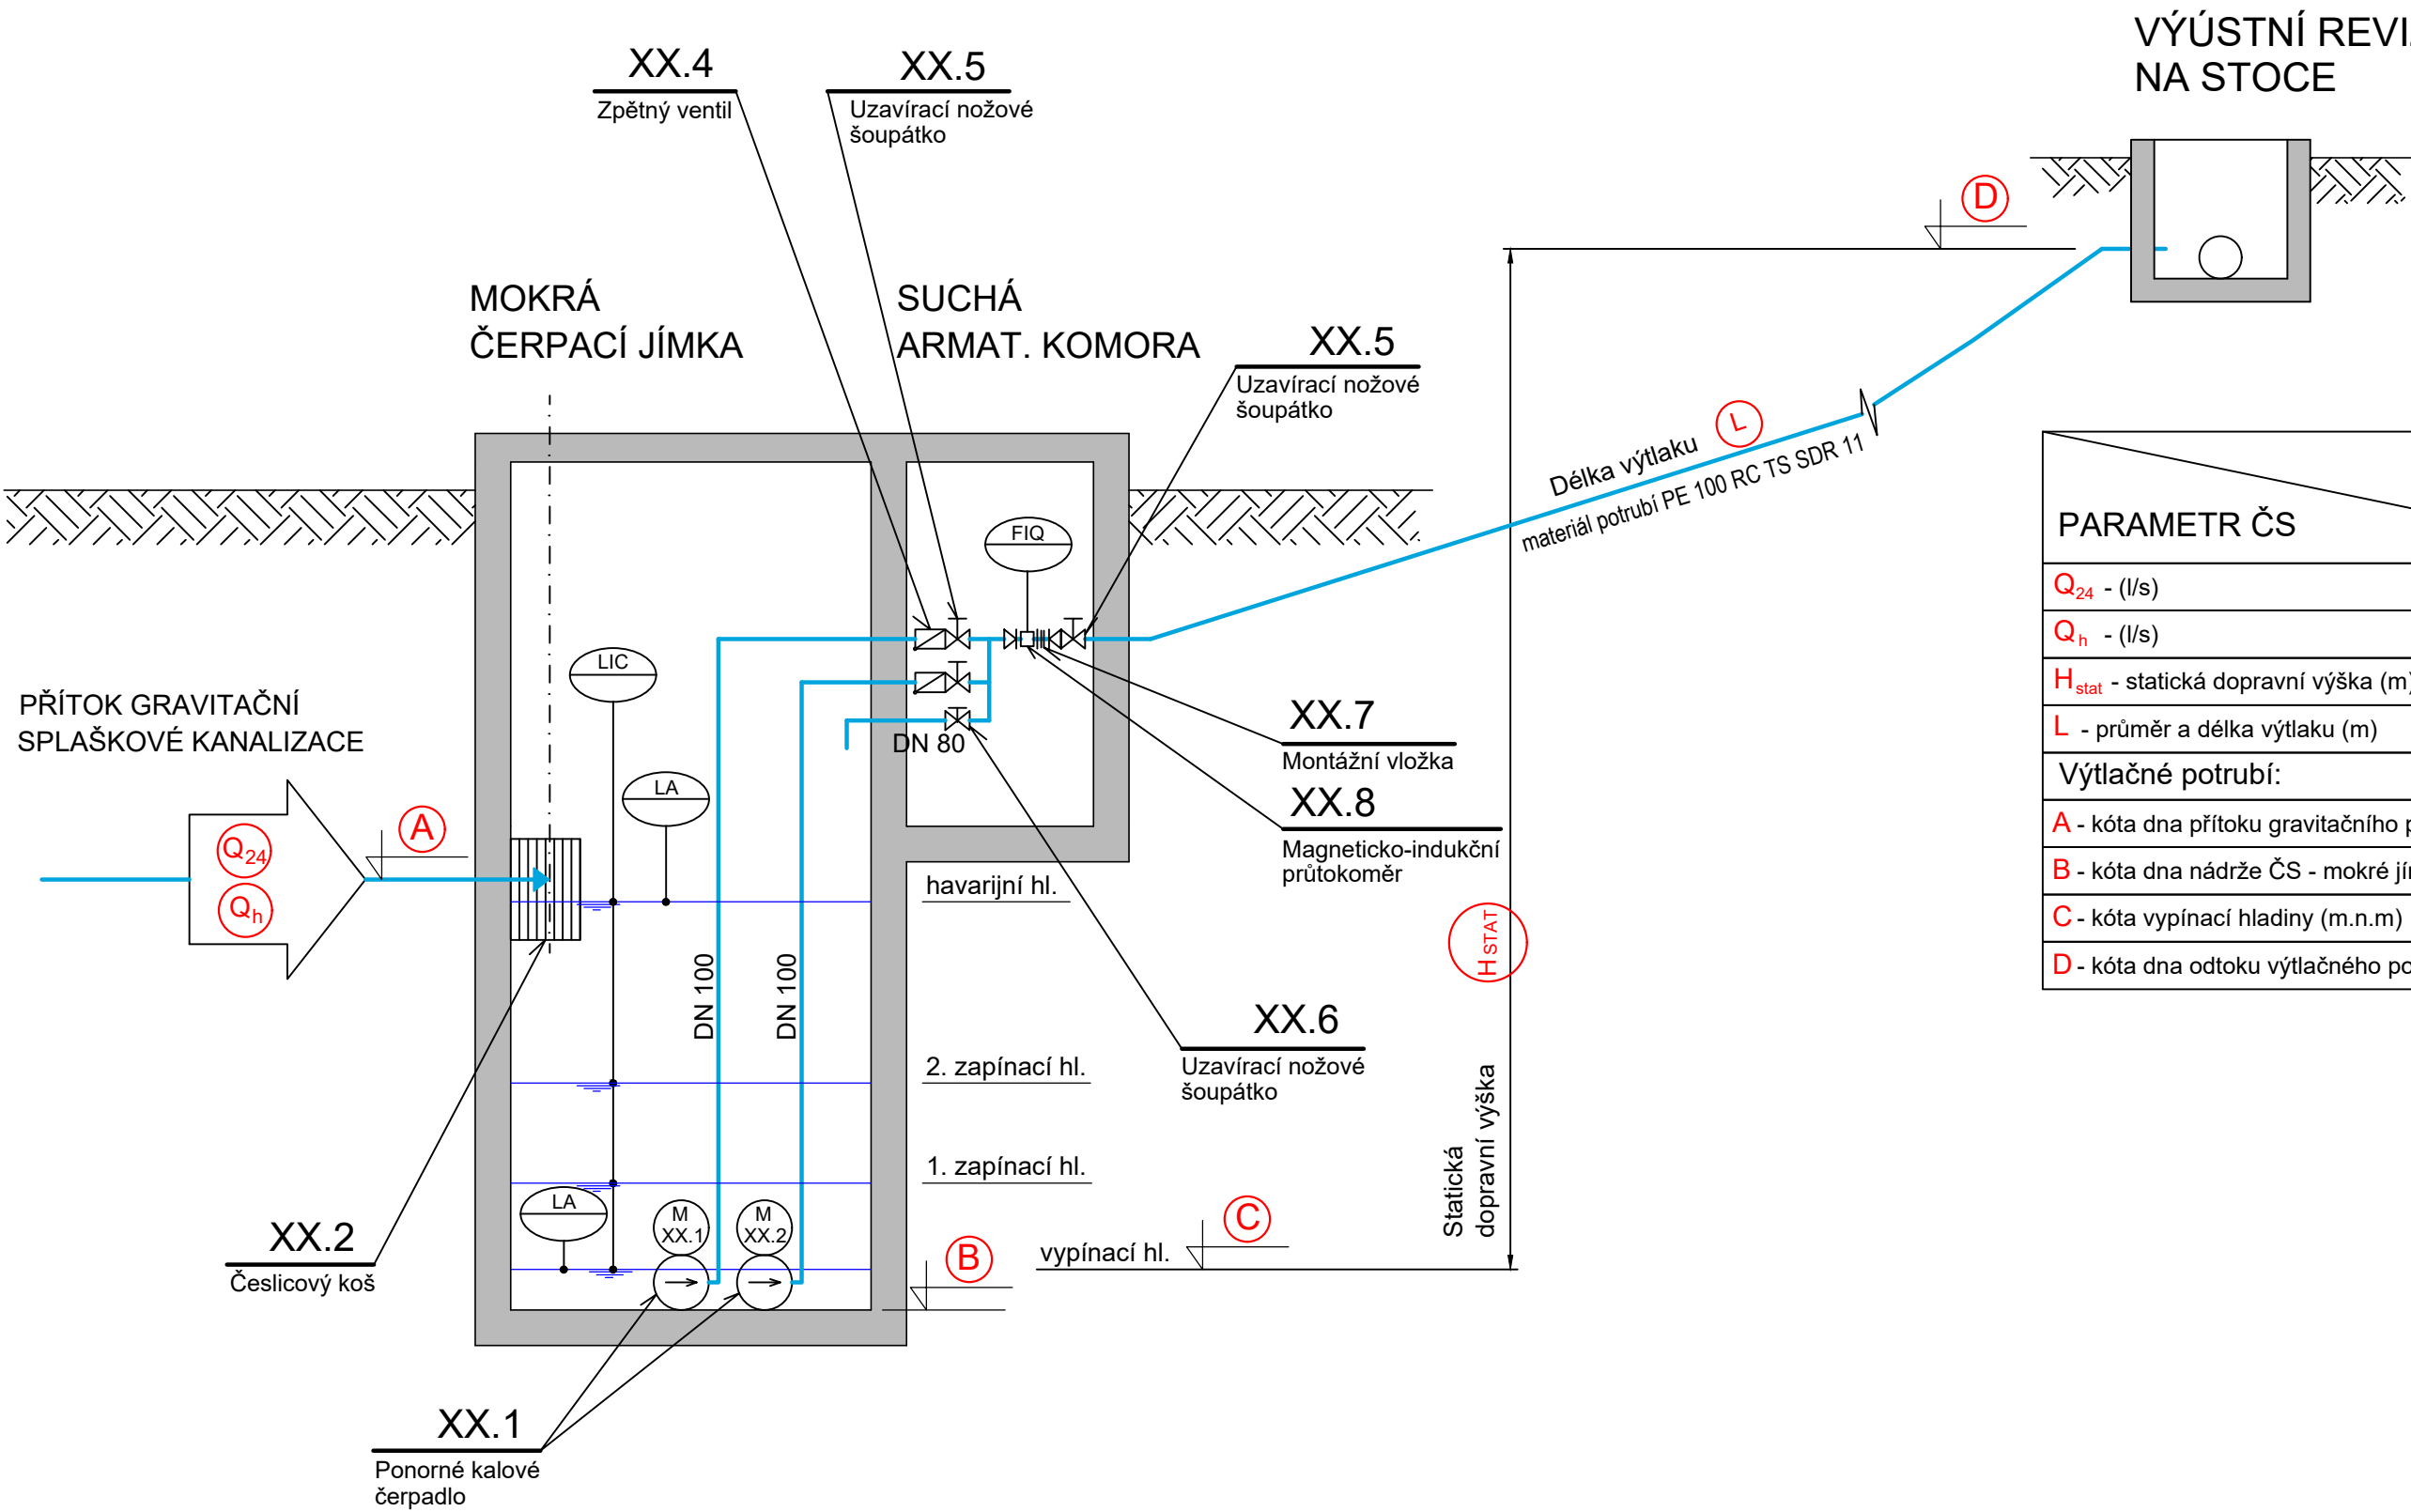 VÝÚSTNÍ REVI
NA STOCE
XX.4
Zpětný ventil
XX.5
Uzavírací nožové
šoupátko
D
MOKRÁ
ČERPACÍ JÍMKA
SUCHÁ
ARMAT. KOMORA
XX.5
Uzavírací nožové
šoupátko
Délka výtlaku
L
materiál potrubí PE 100 RC TS SDR 11
FIQ
LIC
LA
DN 80
PŘÍTOK GRAVITAČNÍ
SPLAŠKOVÉ KANALIZACE
Q24
Qh
A
XX.7
Montážní vložka
XX.8
Magneticko-indukční
průtokoměr
havarijní hl.
DN 100
DN 100
H STAT
Statická
dopravní výška
XX.6
Uzavírací nožové
šoupátko
2. zapínací hl.
1. zapínací hl.
LA
M
XX.1
M
XX.2
B
vypínací hl.
C
XX.2
Česlicový koš
XX.1
Ponorné kalové
čerpadlo
PARAMETR ČS
Q24 - (l/s)
Qh - (l/s)
Hstat - statická dopravní výška (m)
L - průměr a délka výtlaku (m)
Výtlačné potrubí:
A - kóta dna přítoku gravitačního p
B - kóta dna nádrže ČS - mokré jí
C - kóta vypínací hladiny (m.n.m)
D - kóta dna odtoku výtlačného po